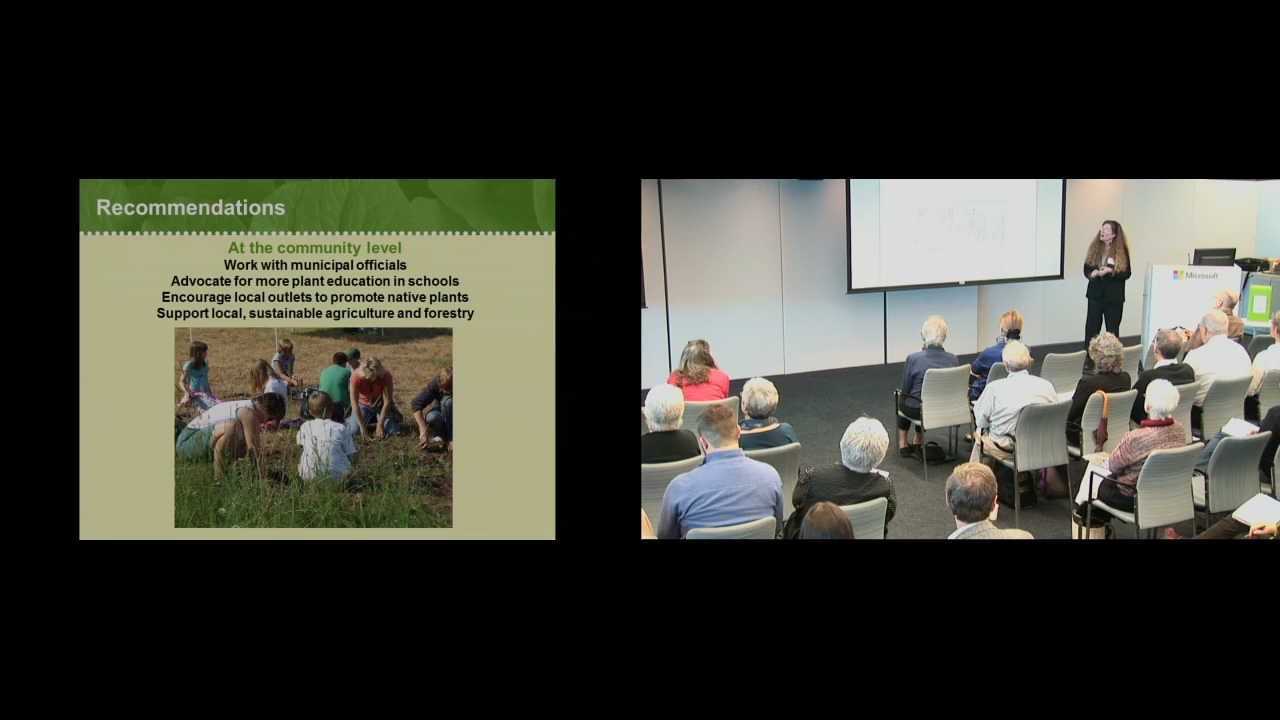 Recommendations
At the community level
Work with municipal officials
Advocate for more plant education in schools
Encourage local outlets to promote native plants
Support local, sustainable agriculture and forestry
Microsoft